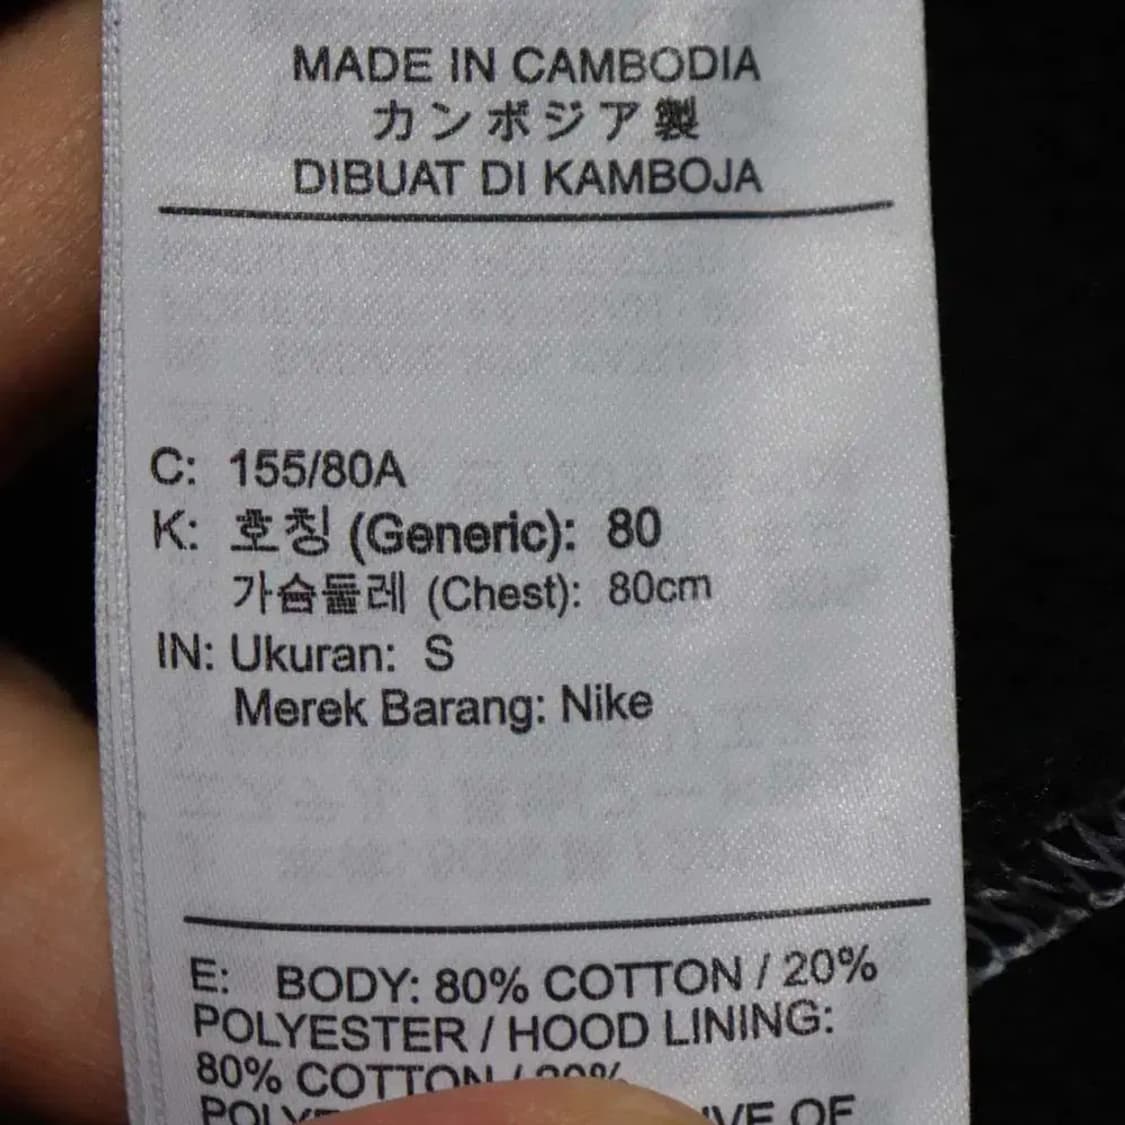 MADE IN CAMBODIA
カンボジア製
DIBUAT DI KAMBOJA
C: 155/80A
K: 호칭 (Generic): 80
가슴둘레 (Chest): 80cm
IN: Ukuran: S
Merek Barang: Nike
E: BODY: 80% COTTON / 20%
POLYESTER / HOOD LINING:
80% COTTON /
OF